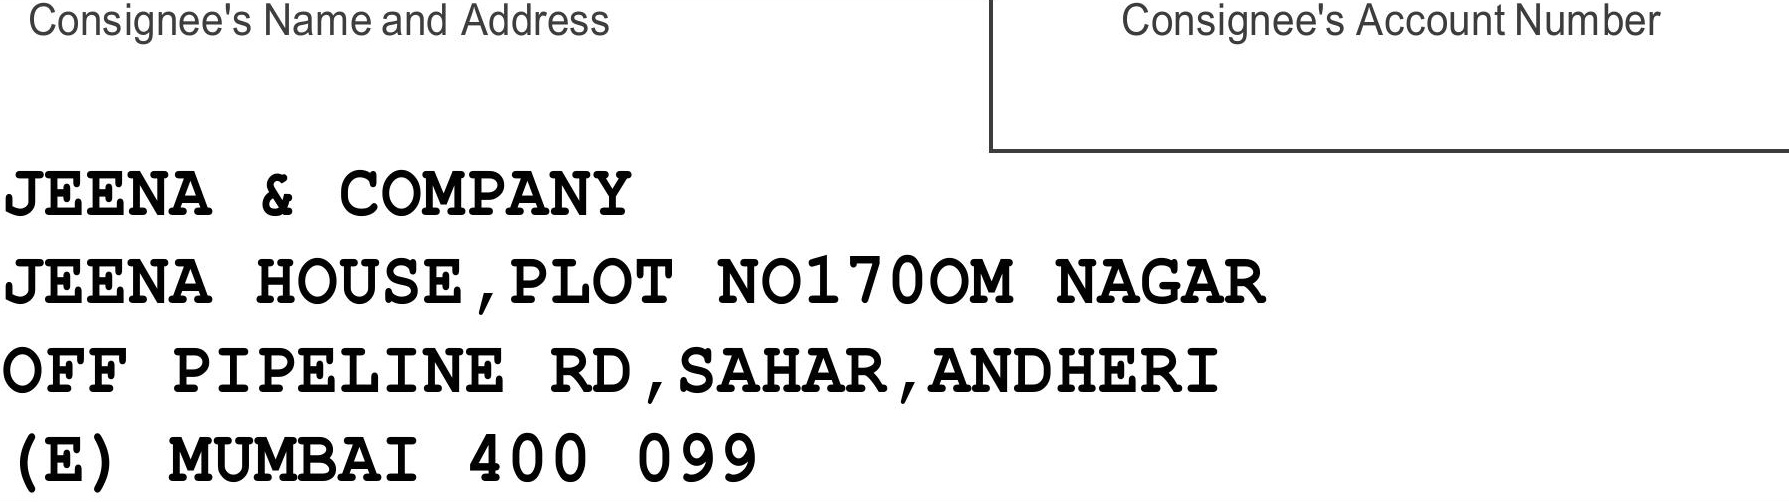 Consignee's Name and Address
Consignee's Account Number
JEENA & COMPANY
JEENA HOUSE,PLOT NO170OM NAGAR
OFF PIPELINE RD,SAHAR,ANDHERI
(E) MUMBAI 400 099